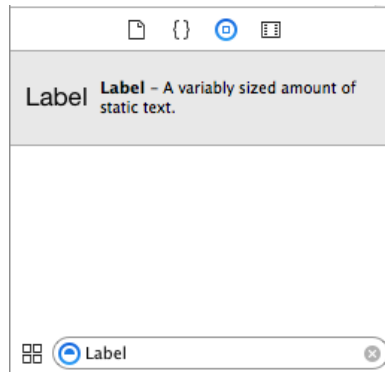 {}
Label
Label – A variably sized amount of
static text.
Label